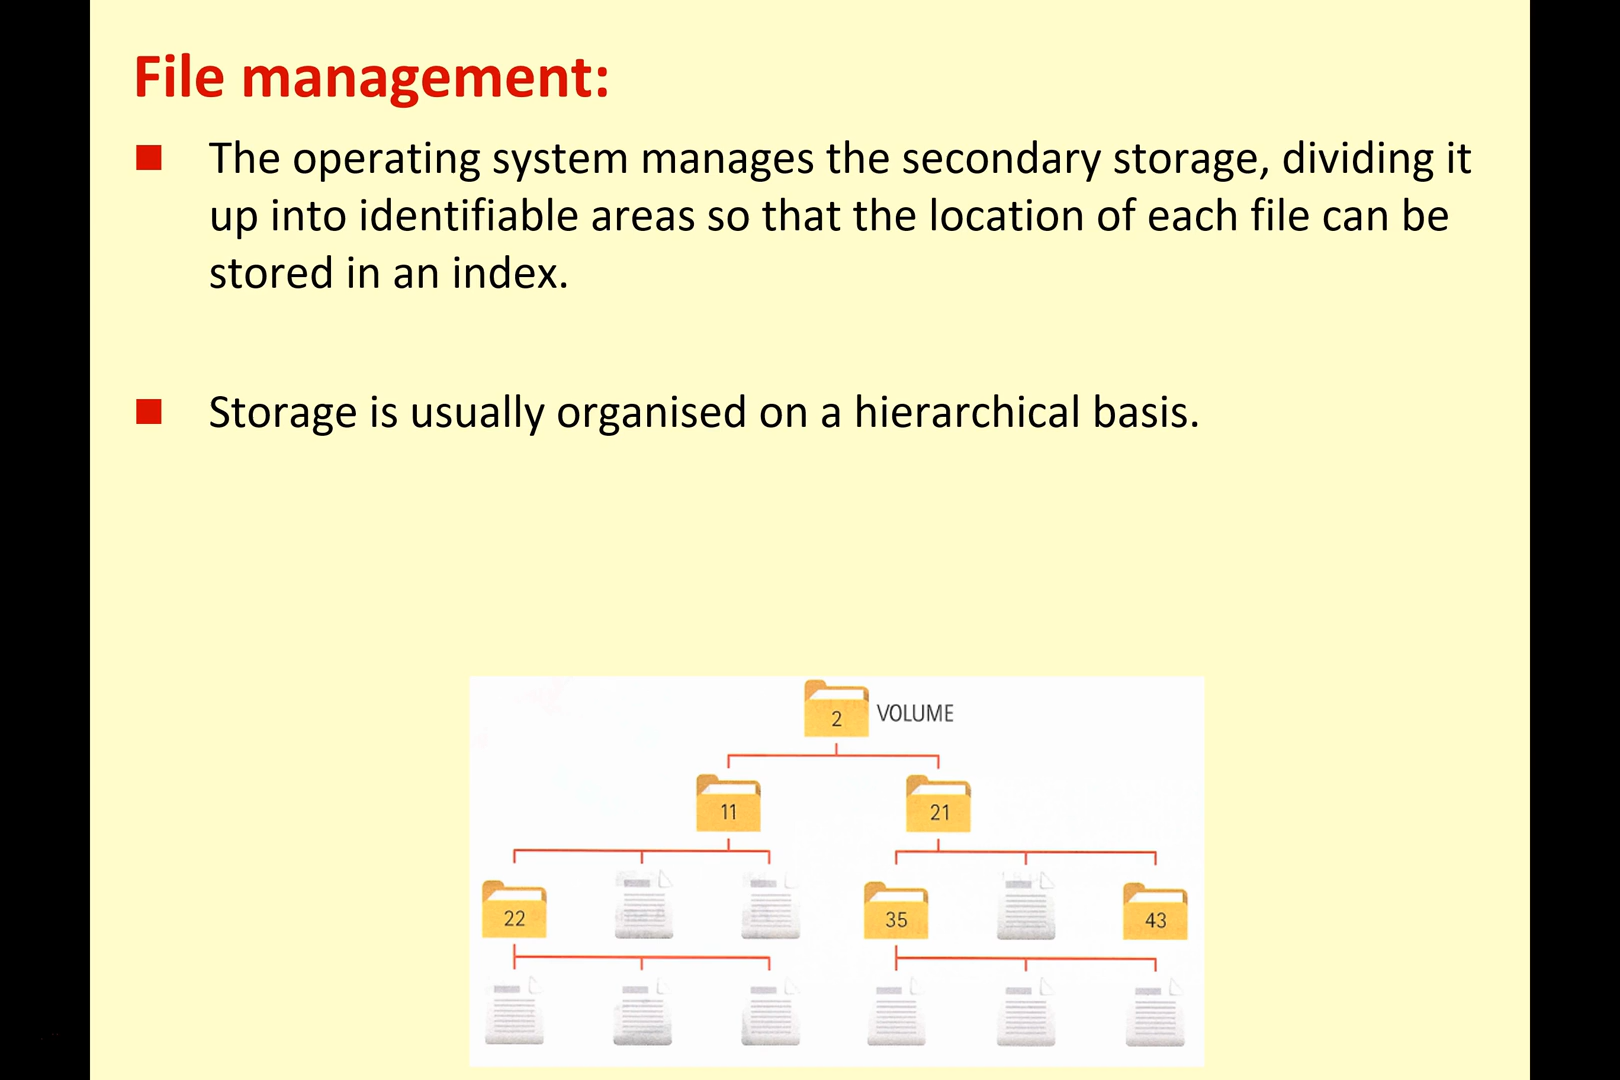 File management:
The operating system manages the secondary storage, dividing it
up into identifiable areas so that the location of each file can be
stored in an index.
Storage is usually organised on a hierarchical basis.
2 VOLUME
11 21
22 35 43